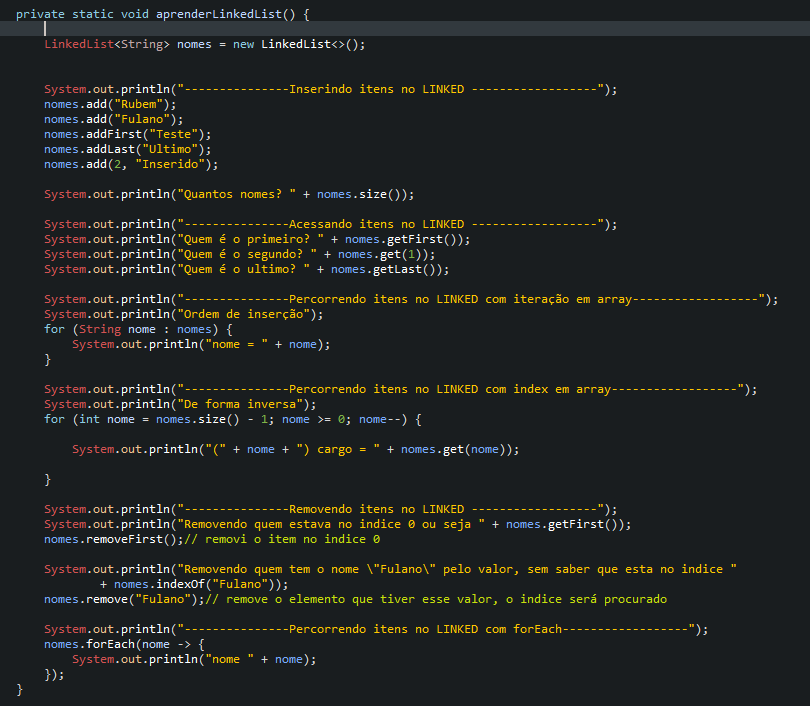 private static void aprenderLinkedList() {
LinkedList<String> nomes = new LinkedList<>();
System.out.println("---------------Inserindo itens no LINKED ------------------");
nomes.add("Rubem");
nomes.add("Fulano");
nomes.addFirst("Teste");
nomes.addLast("Ultimo");
nomes.add(2, "Inserido");
System.out.println("Quantos nomes? " + nomes.size());
System.out.println("---------------Acessando itens no LINKED ------------------");
System.out.println("Quem é o primeiro? " + nomes.getFirst());
System.out.println("Quem é o segundo? " + nomes.get(1));
System.out.println("Quem é o ultimo? " + nomes.getLast());
System.out.println("---------------Percorrendo itens no LINKED com iteração em array------------------");
System.out.println("Ordem de inserção");
for (String nome : nomes) {
System.out.println("nome = " + nome);
}
System.out.println("---------------Percorrendo itens no LINKED com index em array------------------");
System.out.println("De forma inversa");
for (int nome = nomes.size() - 1; nome >= 0; nome--) {
System.out.println("(" + nome + ") cargo = " + nomes.get(nome));
}
System.out.println("---------------Removendo itens no LINKED ------------------");
System.out.println("Removendo quem estava no indice 0 ou seja " + nomes.getFirst());
nomes.removeFirst();// removi o item no indice 0
System.out.println("Removendo quem tem o nome \"Fulano\" pelo valor, sem saber que esta no indice "
+ nomes.indexOf("Fulano"));
nomes.remove("Fulano");// remove o elemento que tiver esse valor, o indice será procurado
System.out.println("---------------Percorrendo itens no LINKED com forEach------------------");
nomes.forEach(nome -> {
System.out.println("nome " + nome);
});
}